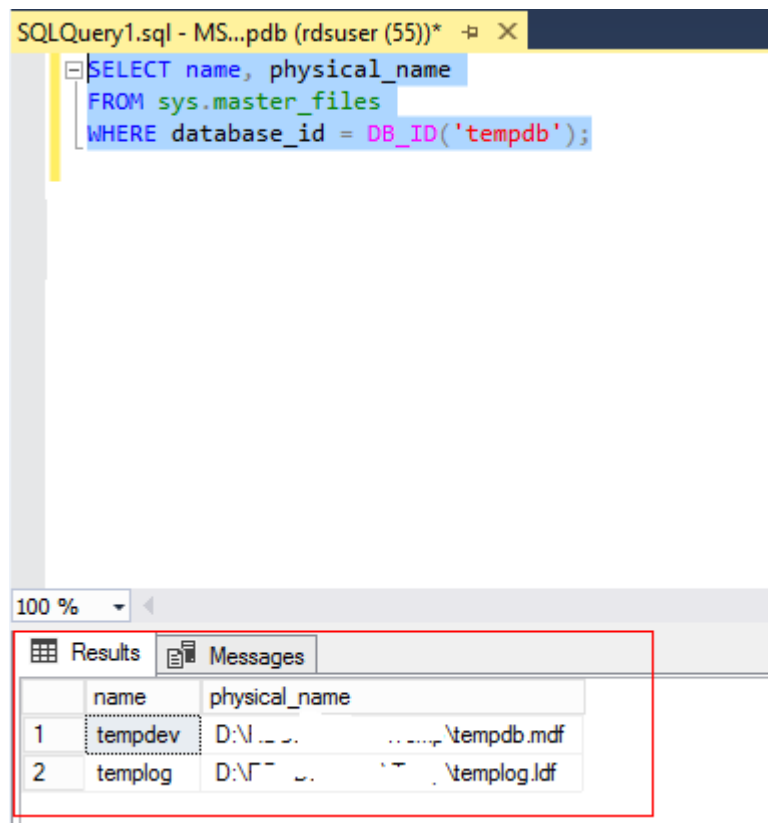 SQLQuery1.sql - MS...pdb (rdsuser (55))*
SELECT name, physical_name
FROM sys.master_files
WHERE database_id = DB_ID('tempdb');
100 %
Results Messages
name physical_name
1 tempdev D:\ \tempdb.mdf
2 templog D:\ \templog.ldf